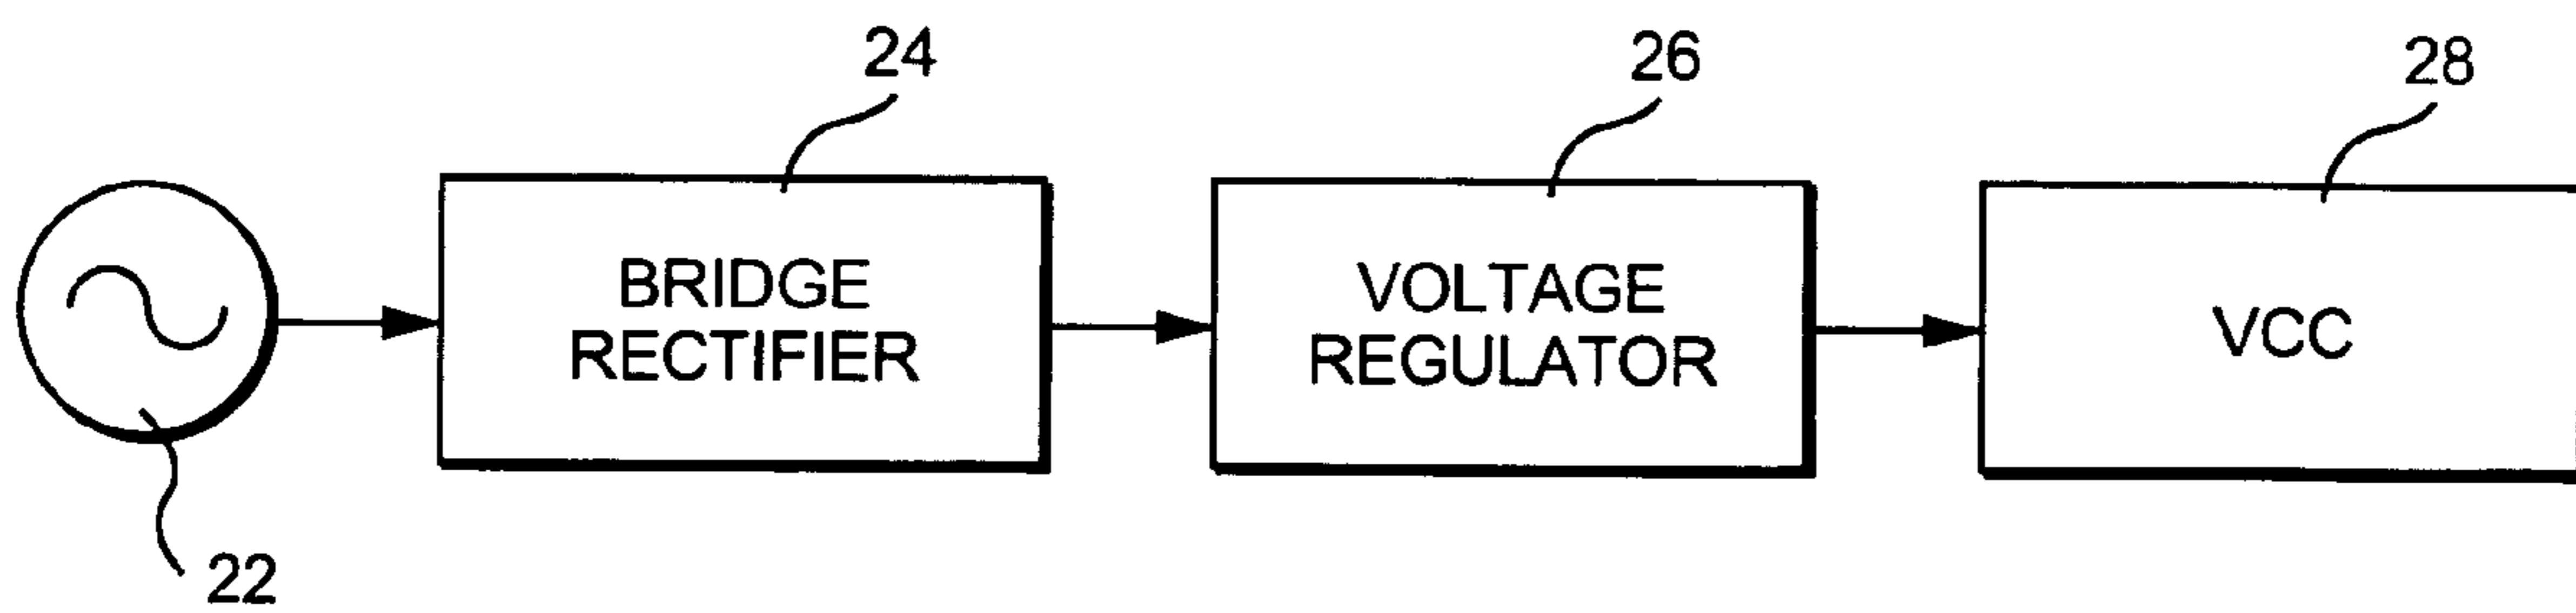 24
26
28
BRIDGE
RECTIFIER
VOLTAGE
REGULATOR
VCC
22